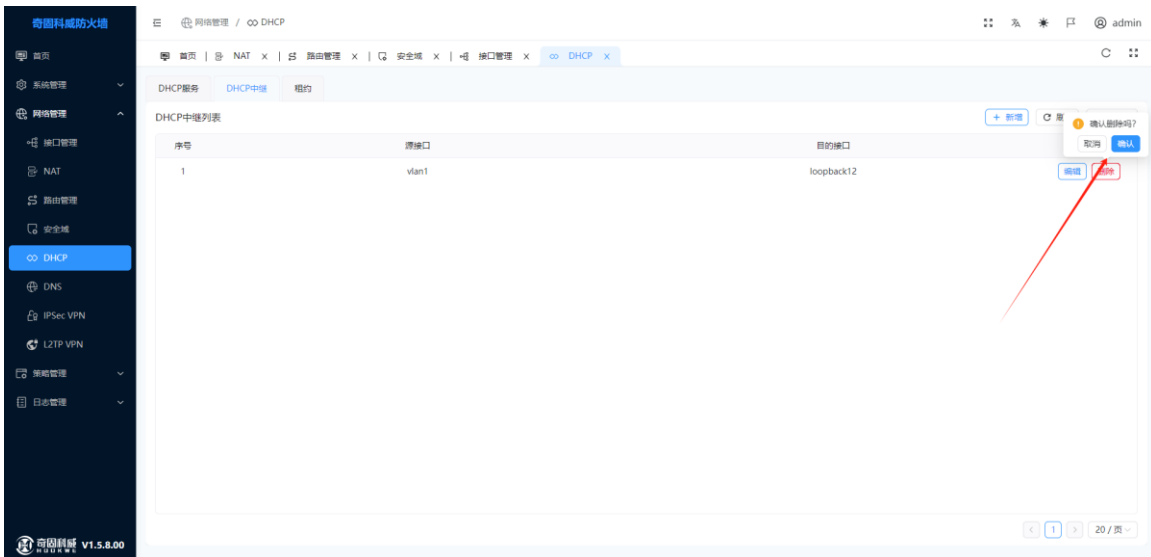 奇固科威防火墙
网络管理 / DHCP
admin
首页
系统管理
网络管理
接口管理
NAT
路由管理
安全域
DHCP
DNS
IPSec VPN
L2TP VPN
策略管理
日志管理
奇固科威 V1.5.8.00
HUUKWE
首页 | NAT x | 路由管理 x | 安全域 x | 接口管理 x DHCP x
DHCP服务 DHCP中继 租约
DHCP中继列表
+ 新增
确认删除吗?
取消 确认
序号 源接口 目的接口
1 vlan1 loopback12 编辑 删除
< 1 > 20 / 页